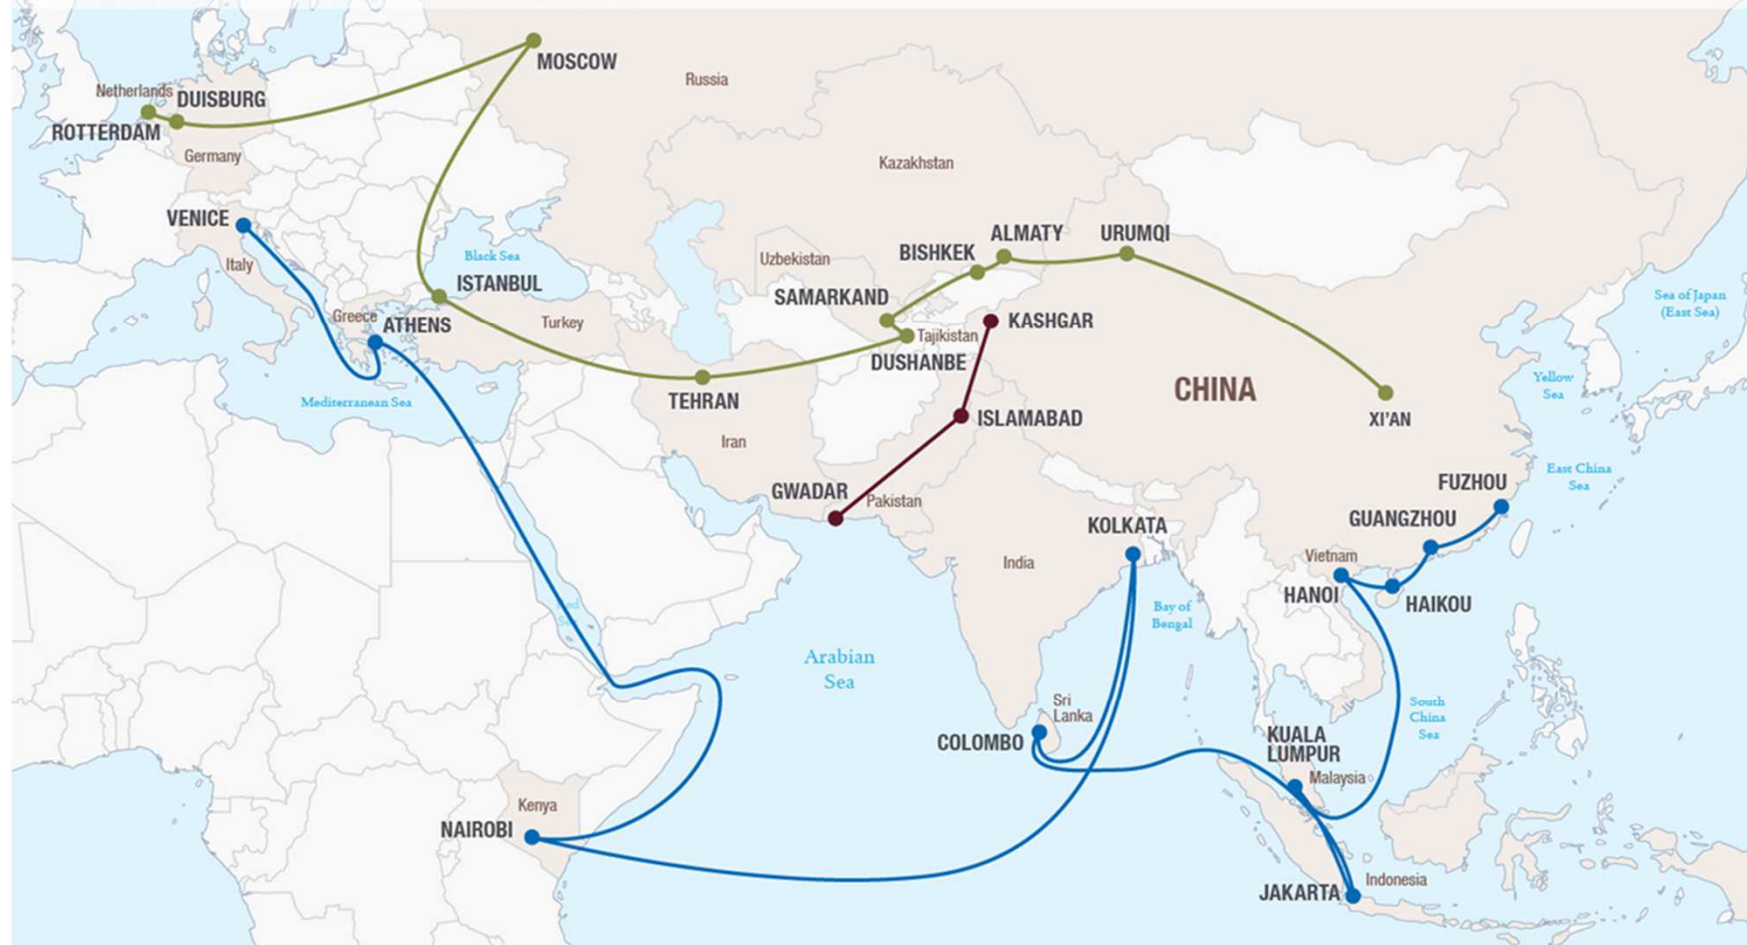 MOSCOW
Russia
Netherlands
DUISBURG
ROTTERDAM
Germany
Kazakhstan
VENICE
ALMATY
URUMQI
BISHKEK
Black Sea
Uzbekistan
Italy
ISTANBUL
SAMARKAND
Sea of Japan
(East Sea)
Greece
ATHENS
Turkey
KASHGAR
Tajikistan
DUSHANBE
Yellow
Sea
CHINA
Mediterranean Sea
TEHRAN
ISLAMABAD
XI'AN
Iran
East China
Sea
FUZHOU
GWADAR
Pakistan
GUANGZHOU
KOLKATA
Vietnam
India
HANOI
HAIKOU
Bay of
Bengal
Red
Sea
Arabian
Sea
Sri
Lanka
South
China
Sea
COLOMBO
KUALA
LUMPUR
Malaysia
Kenya
NAIROBI
JAKARTA
Indonesia